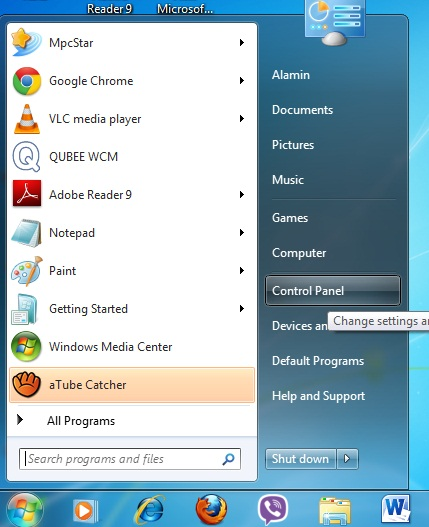 Reader 9 Microsof...
MpcStar
Google Chrome
VLC media player
QUBEE WCM
Adobe Reader 9
Notepad
Paint
Getting Started
Windows Media Center
aTube Catcher
All Programs
Search programs and files
Alamin
Documents
Pictures
Music
Games
Computer
Control Panel
Change settings
Devices
Default Programs
Help and Support
Shut down